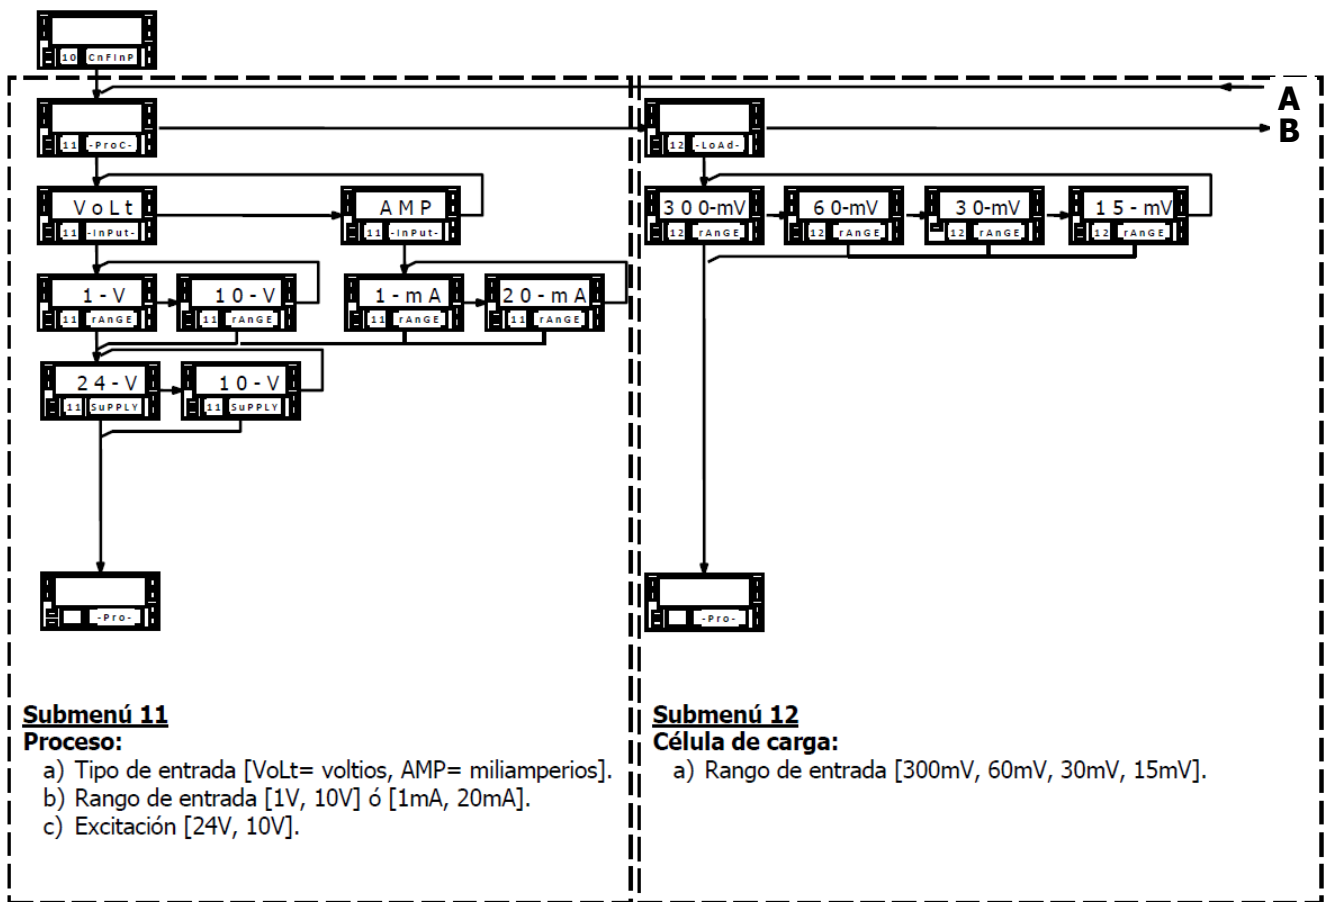 10 CnFInP
A
11 -ProC-
12 -LoAd-
B
VoLt
11 -InPut-
AMP
11 -InPut-
300-mV
12 rAnGE
60-mV
12 rAnGE
30-mV
12 rAnGE
15-mV
12 rAnGE
1-V
11 rAnGE
10-V
11 rAnGE
1-mA
11 rAnGE
20-mA
11 rAnGE
24-V
11 SuPPLY
10-V
11 SuPPLY
-Pro-
-Pro-
Submenú 11
Proceso:
a) Tipo de entrada [VoLt= voltios, AMP= miliamperios].
b) Rango de entrada [1V, 10V] ó [1mA, 20mA].
c) Excitación [24V, 10V].
Submenú 12
Célula de carga:
a) Rango de entrada [300mV, 60mV, 30mV, 15mV].